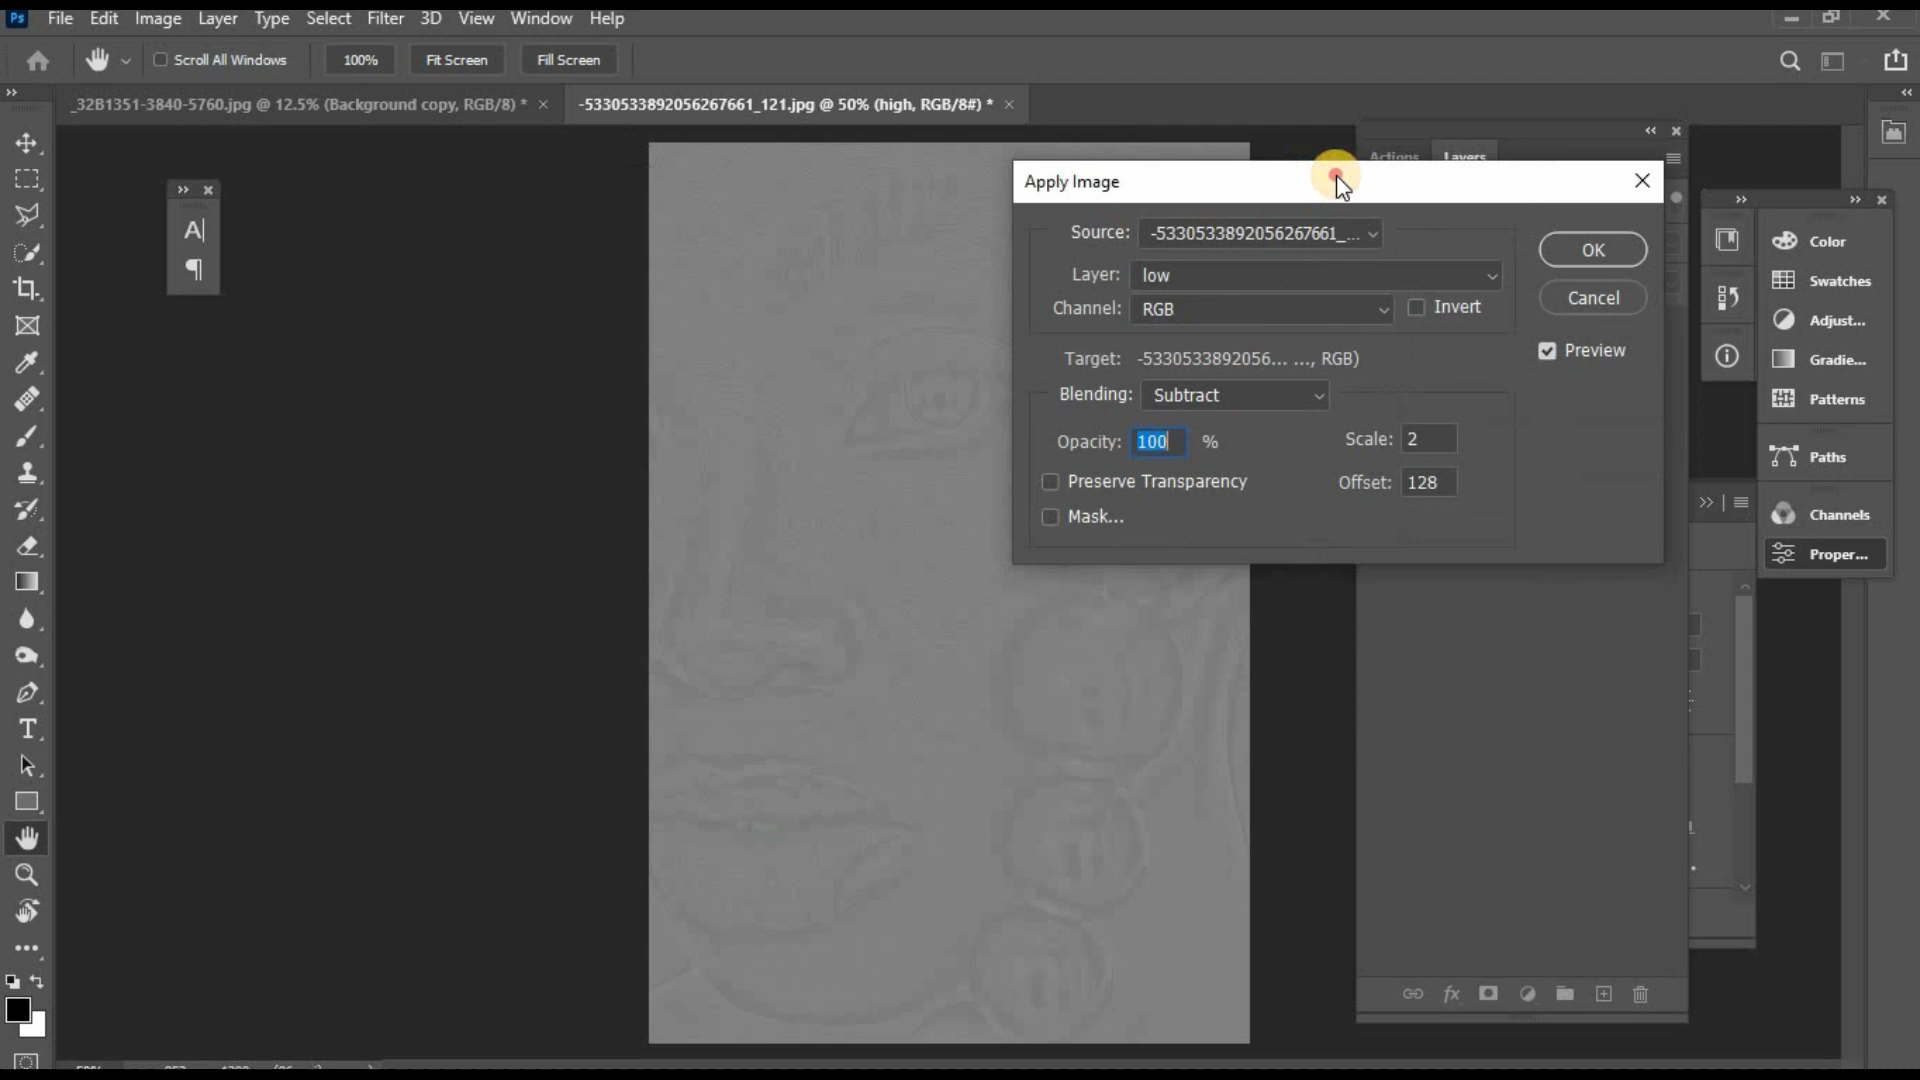 Ps File Edit Image Layer Type Select Filter 3D View Window Help
Scroll All Windows 100% Fit Screen Fill Screen
_32B1351-3840-5760.jpg @ 12.5% (Background copy, RGB/8) *
-5330533892056267661_121.jpg @ 50% (high, RGB/8#) *
Actions Layers
Apply Image
Source: -5330533892056267661_...
Layer: low
Channel: RGB Invert
Target: -5330533892056... ..., RGB)
Blending: Subtract
Opacity: 100 % Scale: 2
Preserve Transparency Offset: 128
Mask...
OK
Cancel
Preview
Color
Swatches
Adjust...
Gradie...
Patterns
Paths
Channels
Proper...
A
T
fx